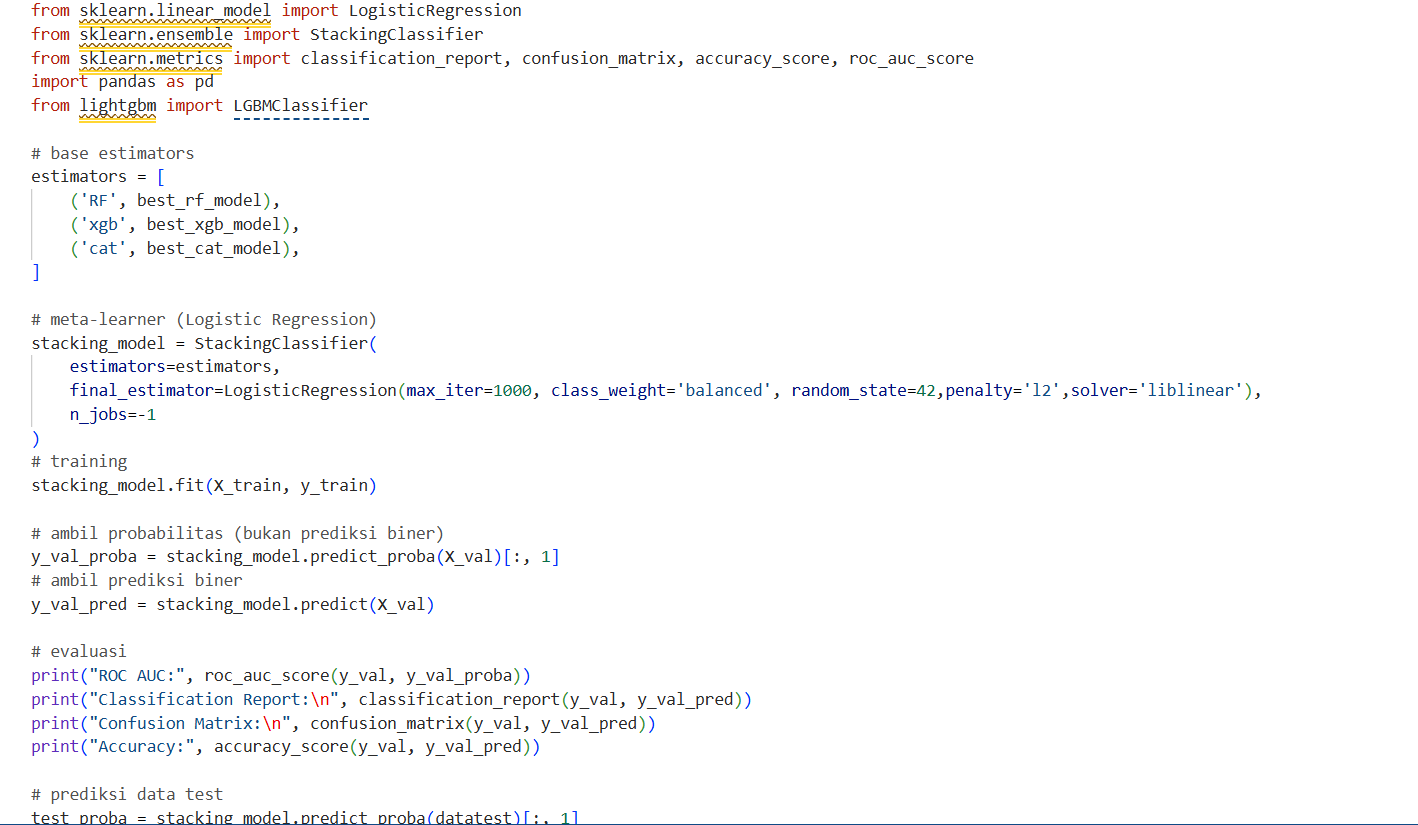 from sklearn.linear_model import LogisticRegression
from sklearn.ensemble import StackingClassifier
from sklearn.metrics import classification_report, confusion_matrix, accuracy_score, roc_auc_score
import pandas as pd
from lightgbm import LGBMClassifier
# base estimators
estimators = [
    ('RF', best_rf_model),
    ('xgb', best_xgb_model),
    ('cat', best_cat_model),
]
# meta-learner (Logistic Regression)
stacking_model = StackingClassifier(
    estimators=estimators,
    final_estimator=LogisticRegression(max_iter=1000, class_weight='balanced', random_state=42,penalty='l2',solver='liblinear'),
    n_jobs=-1
)
# training
stacking_model.fit(X_train, y_train)
# ambil probabilitas (bukan prediksi biner)
y_val_proba = stacking_model.predict_proba(X_val)[:, 1]
# ambil prediksi biner
y_val_pred = stacking_model.predict(X_val)
# evaluasi
print("ROC AUC:", roc_auc_score(y_val, y_val_proba))
print("Classification Report:\n", classification_report(y_val, y_val_pred))
print("Confusion Matrix:\n", confusion_matrix(y_val, y_val_pred))
print("Accuracy:", accuracy_score(y_val, y_val_pred))
# prediksi data test
test_proba = stacking_model.predict_proba(datatest)[:, 1]